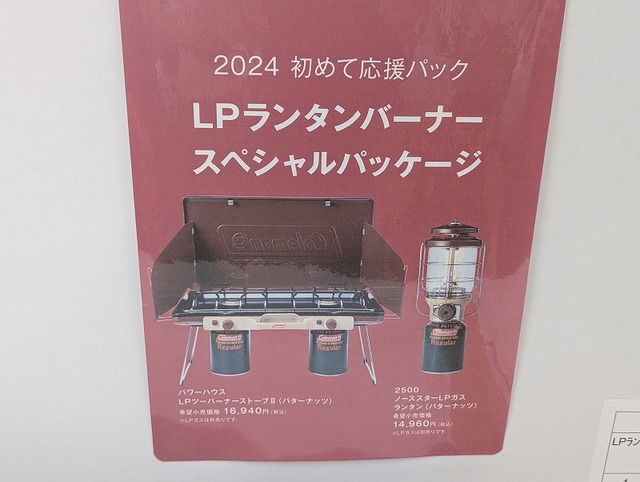 2024 初めて応援パック
LPランタンバーナー
スペシャルパッケージ
Coleman
Coleman
Regular
Coleman
Regular
Coleman
Regular
パワーハウス
LPツーバーナーストーブⅡ(バターナッツ)
希望小売価格 16,940円(税込)
※LPガスは別売りです。
2500
ノーススターLPガス
ランタン(バターナッツ)
希望小売価格
14,960円(税込)
※LPガスは別売りです。
LPラン